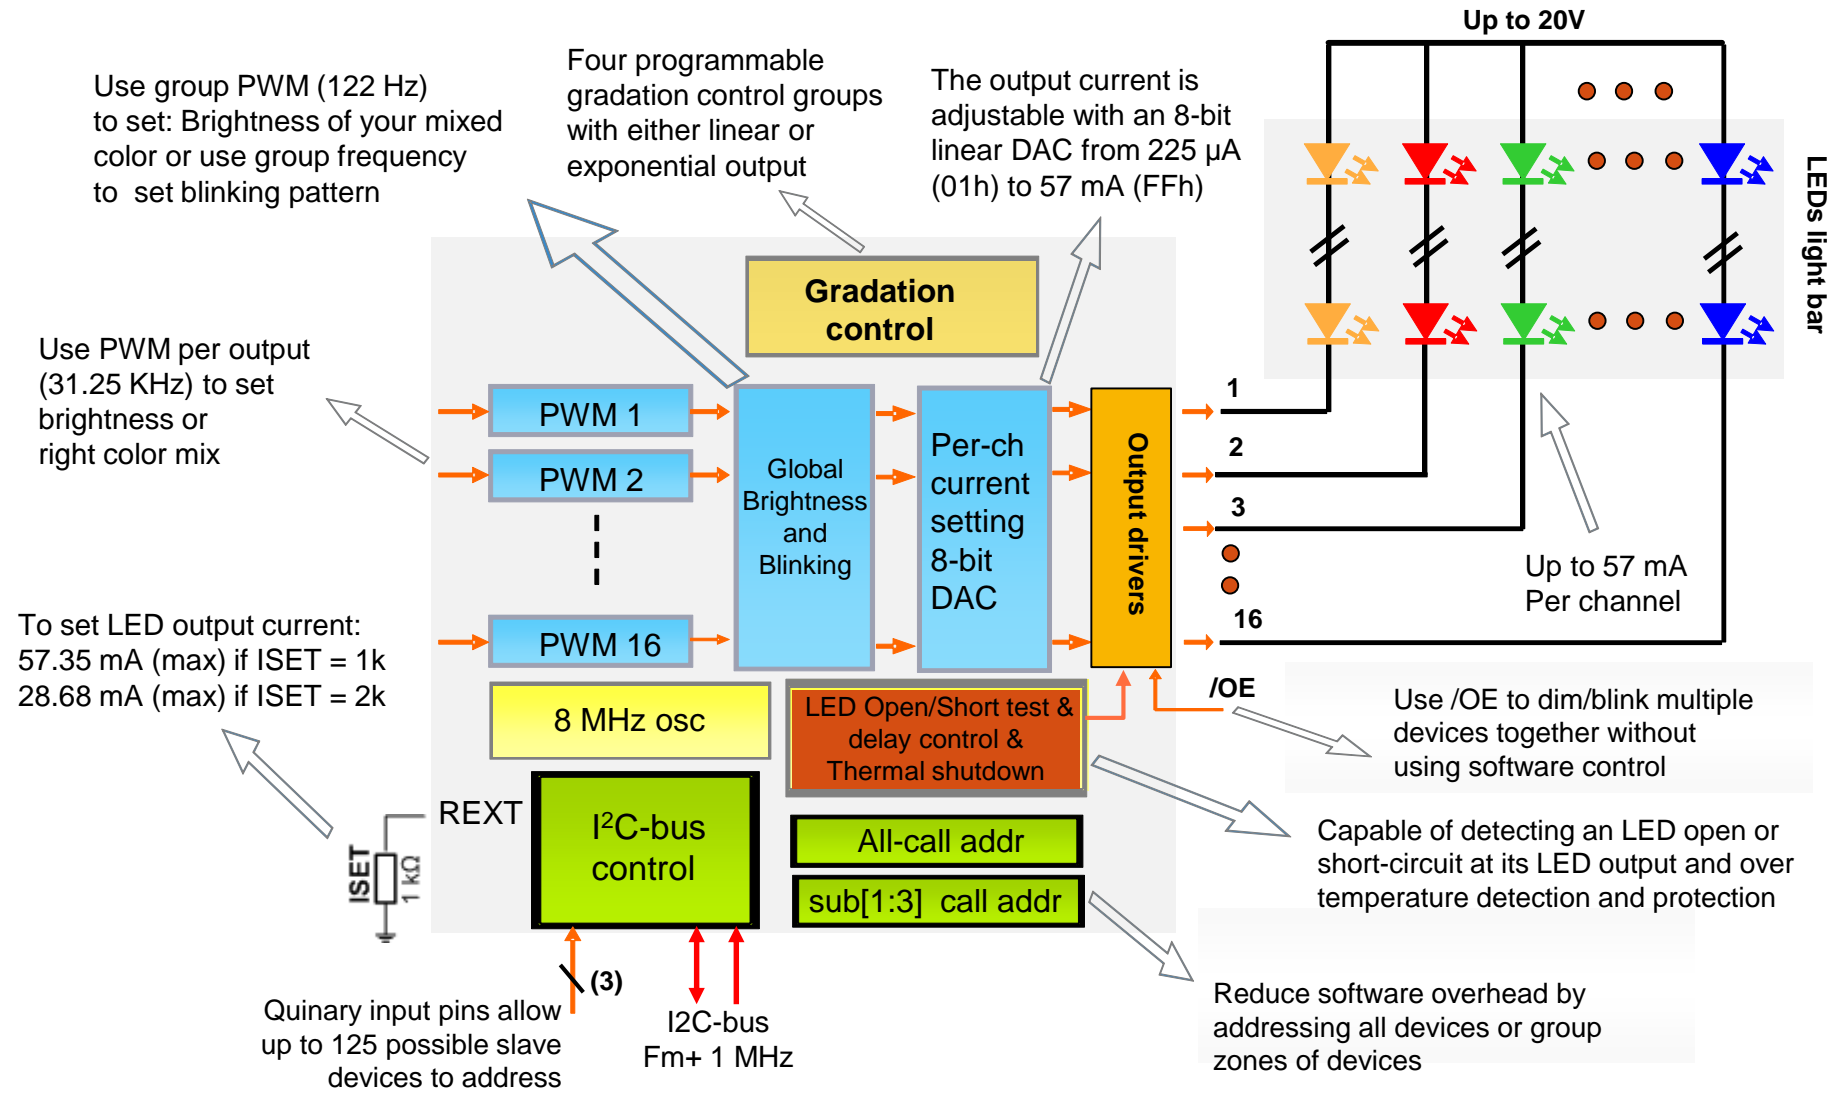 Up to 20V
Use group PWM (122 Hz)
to set: Brightness of your mixed
color or use group frequency
to  set blinking pattern
Four programmable
gradation control groups
with either linear or
exponential output
The output current is
adjustable with an 8-bit
linear DAC from 225 µA
(01h) to 57 mA (FFh)
LEDs light bar
Gradation
control
Use PWM per output
(31.25 KHz) to set
brightness or
right color mix
PWM 1
PWM 2
PWM 16
Global
Brightness
and
Blinking
Per-ch
current
setting
8-bit
DAC
Output drivers
1
2
3
16
Up to 57 mA
Per channel
To set LED output current:
57.35 mA (max) if ISET = 1k
28.68 mA (max) if ISET = 2k
8 MHz osc
LED Open/Short test &
delay control &
Thermal shutdown
/OE
Use /OE to dim/blink multiple
devices together without
using software control
REXT
ISET
1 kΩ
I²C-bus
control
All-call addr
sub[1:3]  call addr
Capable of detecting an LED open or
short-circuit at its LED output and over
temperature detection and protection
(3)
Quinary input pins allow
up to 125 possible slave
devices to address
I2C-bus
Fm+ 1 MHz
Reduce software overhead by
addressing all devices or group
zones of devices